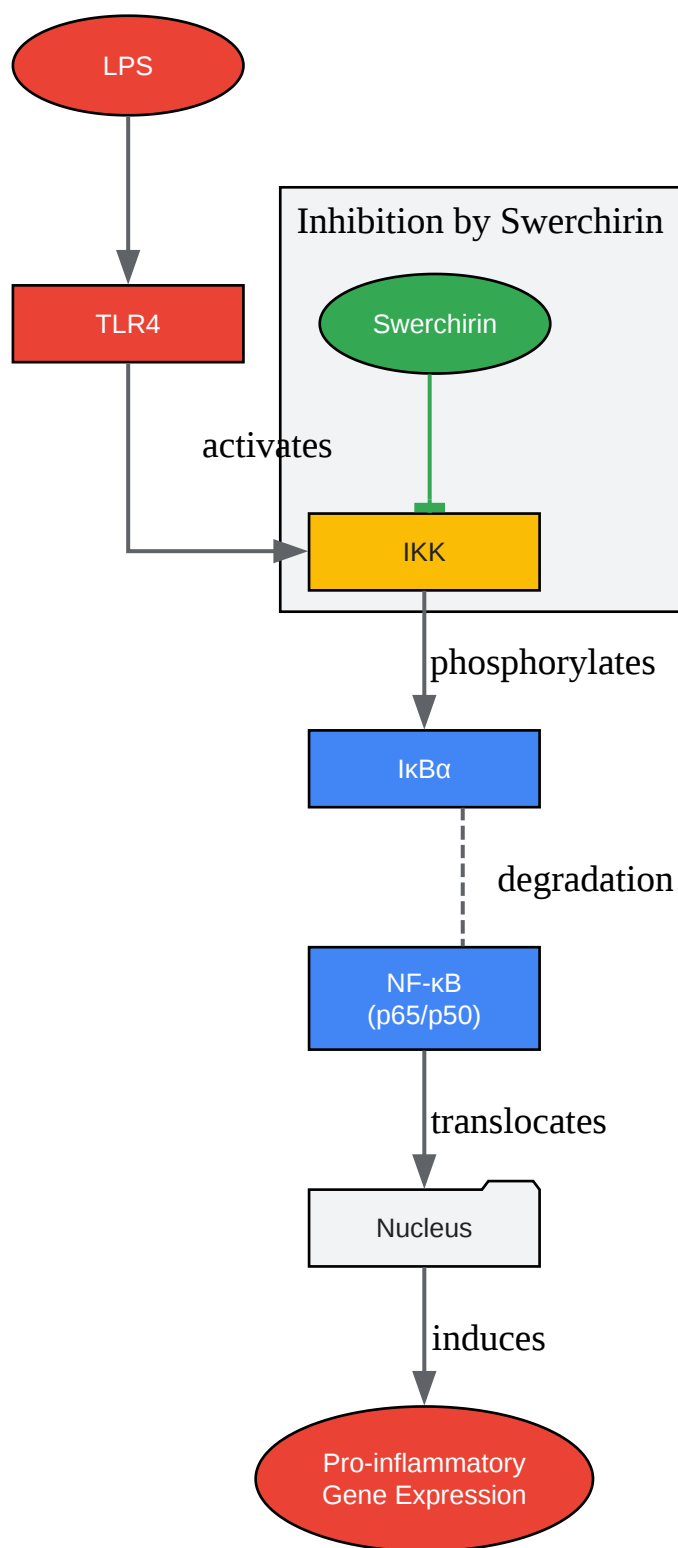 LPS
Inhibition by Swerchirin
TLR4
Swerchirin
activates
IKK
phosphorylates
IκBα
degradation
NF-κB
(p65/p50)
translocates
Nucleus
induces
Pro-inflammatory
Gene Expression